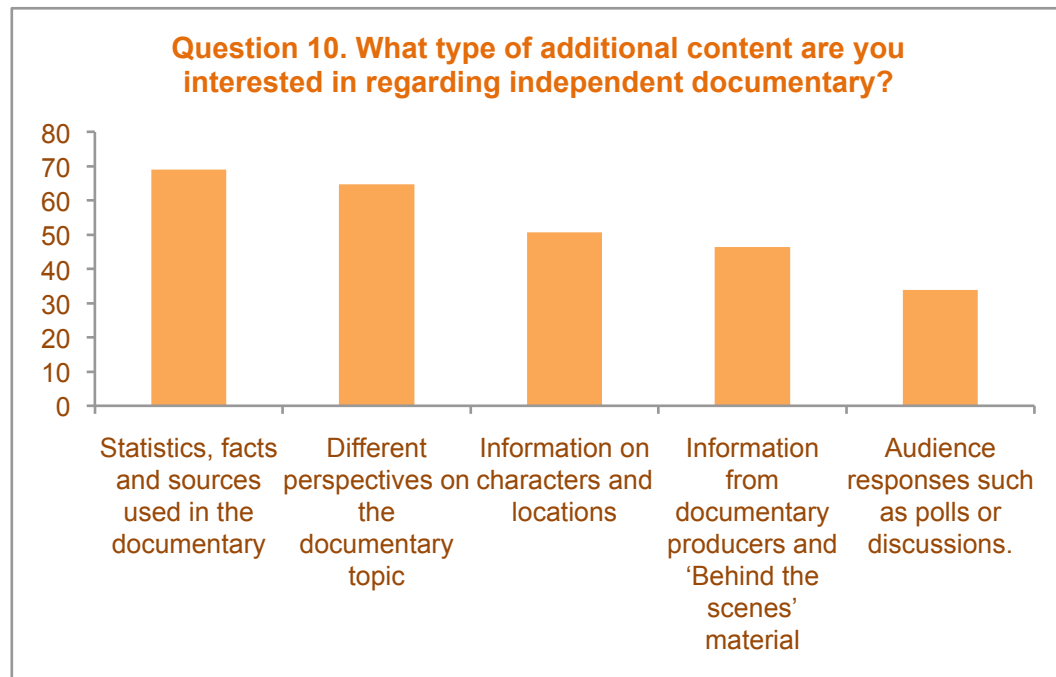 Question 10. What type of additional content are you
interested in regarding independent documentary?
80
70
60
50
40
30
20
10
0
Statistics, facts
and sources
used in the
documentary
Different
perspectives on
the
documentary
topic
Information on
characters and
locations
Information
from
documentary
producers and
‘Behind the
scenes’
material
Audience
responses such
as polls or
discussions.